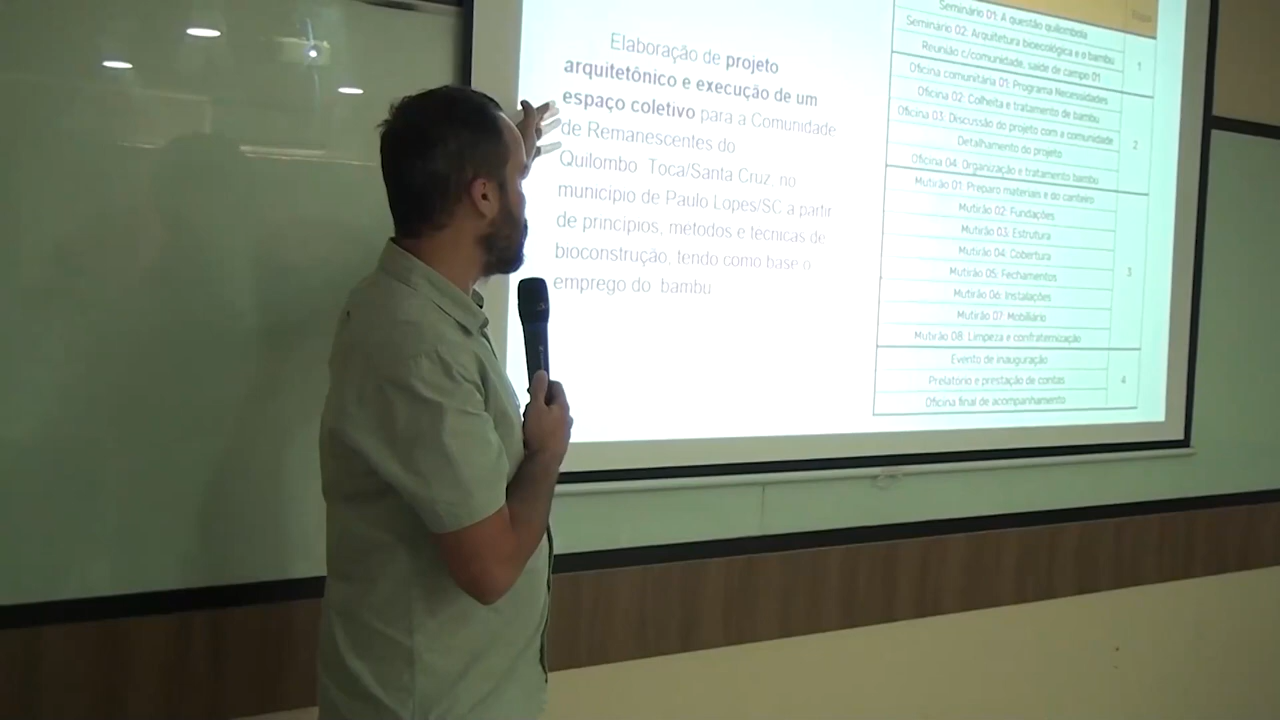 Elaboração de projeto
arquitetônico e execução de um
espaço coletivo para a Comunidade
de Remanescentes do
Quilombo Toca/Santa Cruz, no
município de Paulo Lopes/SC a partir
de princípios, métodos e técnicas de
bioconstrução, tendo como base o
emprego do bambu
Seminário 01: A questão quilombola
Seminário 02: Arquitetura bioecológica e o bambu
Reunião c/comunidade, saída de campo 01
1
Oficina comunitária 01: Programa Necessidades
Oficina 02: Colheita e tratamento de bambu
Oficina 03: Discussão do projeto com a comunidade
Detalhamento do projeto
Oficina 04: Organização e tratamento bambu
2
Mutirão 01: Preparo materiais e do canteiro
Mutirão 02: Fundações
Mutirão 03: Estrutura
Mutirão 04: Cobertura
Mutirão 05: Fechamentos
Mutirão 06: Instalações
Mutirão 07: Mobiliário
Mutirão 08: Limpeza e confraternização
3
Evento de inauguração
Prelatório e prestação de contas
Oficina final de acompanhamento
4